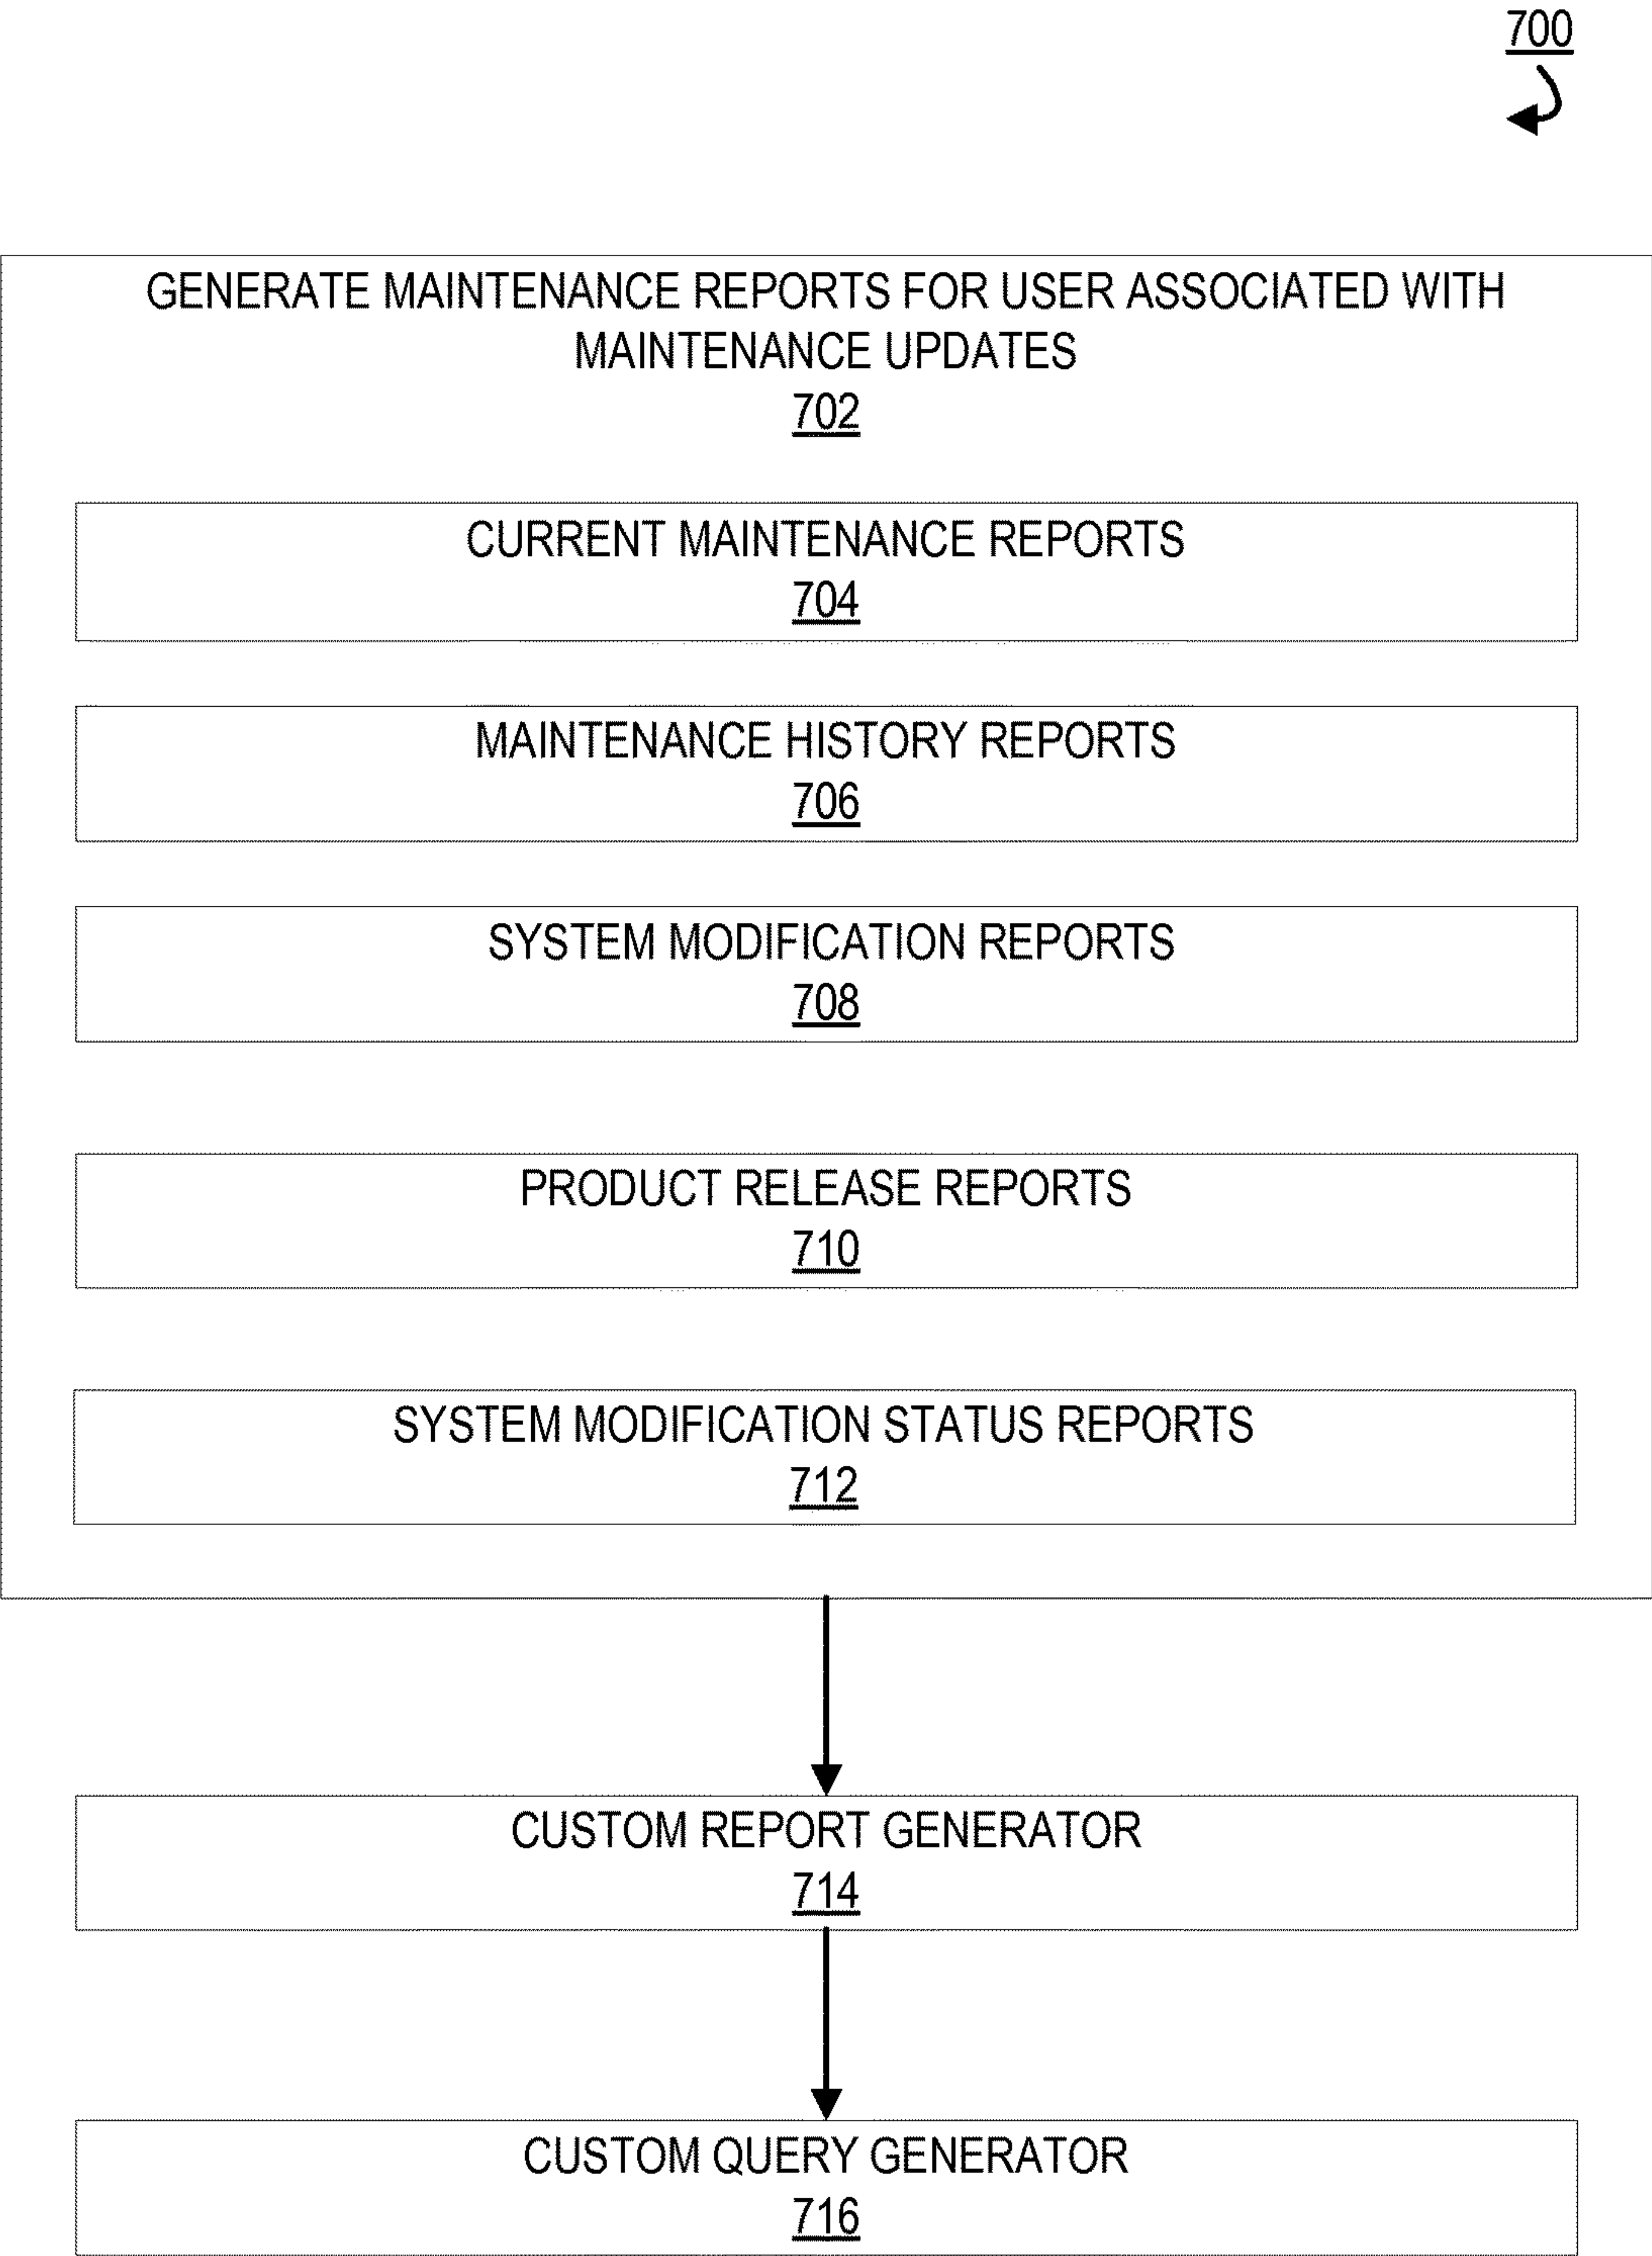 700
GENERATE MAINTENANCE REPORTS FOR USER ASSOCIATED WITH
MAINTENANCE UPDATES
702
CURRENT MAINTENANCE REPORTS
704
MAINTENANCE HISTORY REPORTS
706
SYSTEM MODIFICATION REPORTS
708
PRODUCT RELEASE REPORTS
710
SYSTEM MODIFICATION STATUS REPORTS
712
CUSTOM REPORT GENERATOR
714
CUSTOM QUERY GENERATOR
716